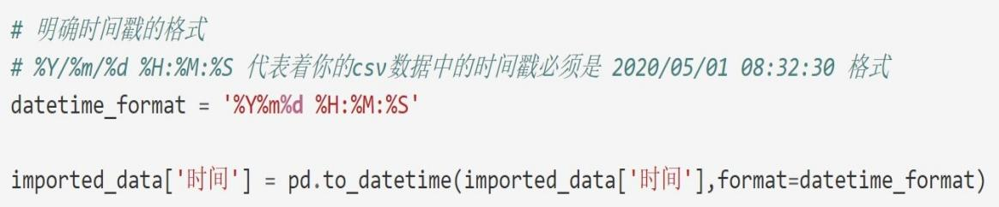 # 明确时间戳的格式
# %Y/%m/%d %H:%M:%S 代表着你的csv数据中的时间戳必须是 2020/05/01 08:32:30 格式
datetime_format = '%Y%m%d %H:%M:%S'
imported_data['时间'] = pd.to_datetime(imported_data['时间'],format=datetime_format)